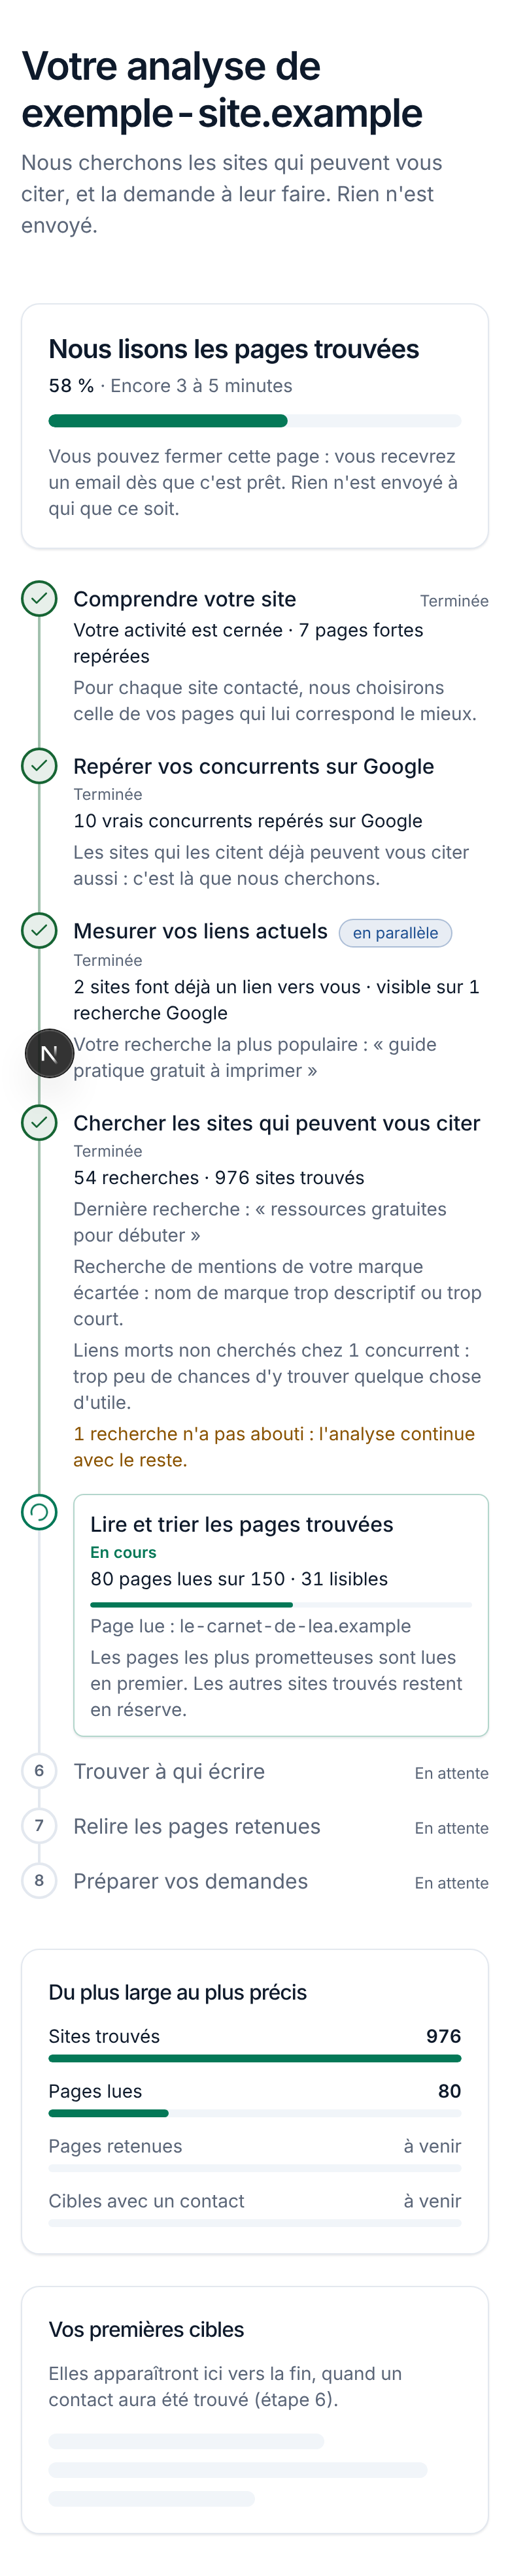 Votre analyse de
exemple-site.example
Nous cherchons les sites qui peuvent vous
citer, et la demande à leur faire. Rien n'est
envoyé.
Nous lisons les pages trouvées
58 % · Encore 3 à 5 minutes
Vous pouvez fermer cette page : vous recevrez
un email dès que c'est prêt. Rien n'est envoyé à
qui que ce soit.
Comprendre votre site Terminée
Votre activité est cernée · 7 pages fortes
repérées
Pour chaque site contacté, nous choisirons
celle de vos pages qui lui correspond le mieux.
Repérer vos concurrents sur Google
Terminée
10 vrais concurrents repérés sur Google
Les sites qui les citent déjà peuvent vous citer
aussi : c'est là que nous cherchons.
Mesurer vos liens actuels en parallèle
Terminée
2 sites font déjà un lien vers vous · visible sur 1
recherche Google
N
Votre recherche la plus populaire : « guide
pratique gratuit à imprimer »
Chercher les sites qui peuvent vous citer
Terminée
54 recherches · 976 sites trouvés
Dernière recherche : « ressources gratuites
pour débuter »
Recherche de mentions de votre marque
écartée : nom de marque trop descriptif ou trop
court.
Liens morts non cherchés chez 1 concurrent :
trop peu de chances d'y trouver quelque chose
d'utile.
1 recherche n'a pas abouti : l'analyse continue
avec le reste.
Lire et trier les pages trouvées
En cours
80 pages lues sur 150 · 31 lisibles
Page lue : le-carnet-de-lea.example
Les pages les plus prometteuses sont lues
en premier. Les autres sites trouvés restent
en réserve.
6 Trouver à qui écrire En attente
7 Relire les pages retenues En attente
8 Préparer vos demandes En attente
Du plus large au plus précis
Sites trouvés 976
Pages lues 80
Pages retenues à venir
Cibles avec un contact à venir
Vos premières cibles
Elles apparaîtront ici vers la fin, quand un
contact aura été trouvé (étape 6).